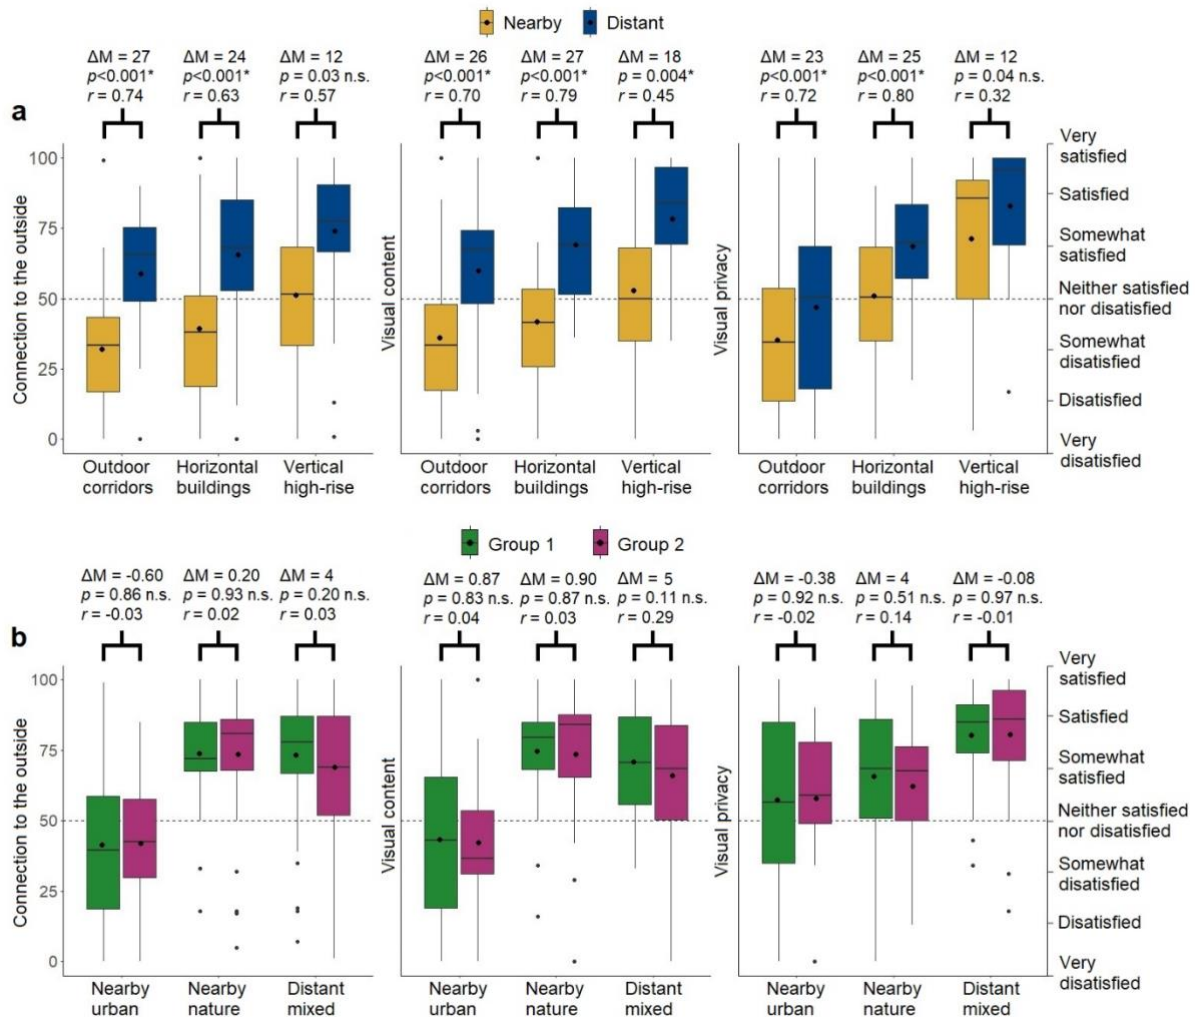 Nearby Distant
ΔM = 27 ΔM = 24 ΔM = 12 ΔM = 26 ΔM = 27 ΔM = 18 ΔM = 23 ΔM = 25 ΔM = 12
p<0.001* p<0.001* p = 0.03 n.s. p<0.001* p<0.001* p = 0.004* p<0.001* p<0.001* p = 0.04 n.s.
r = 0.74 r = 0.63 r = 0.57 r = 0.70 r = 0.79 r = 0.45 r = 0.72 r = 0.80 r = 0.32
a
Connection to the outside
100
75
50
25
0
Visual content
Visual privacy
Very
satisfied
Satisfied
Somewhat
satisfied
Neither satisfied
nor disatisfied
Somewhat
disatisfied
Disatisfied
Very
disatisfied
Outdoor Horizontal Vertical Outdoor Horizontal Vertical Outdoor Horizontal Vertical
corridors buildings high-rise corridors buildings high-rise corridors buildings high-rise
Group 1 Group 2
ΔM = -0.60 ΔM = 0.20 ΔM = 4 ΔM = 0.87 ΔM = 0.90 ΔM = 5 ΔM = -0.38 ΔM = 4 ΔM = -0.08
p = 0.86 n.s. p = 0.93 n.s. p = 0.20 n.s. p = 0.83 n.s. p = 0.87 n.s. p = 0.11 n.s. p = 0.92 n.s. p = 0.51 n.s. p = 0.97 n.s.
r = -0.03 r = 0.02 r = 0.03 r = 0.04 r = 0.03 r = 0.29 r = -0.02 r = 0.14 r = -0.01
b
Connection to the outside
100
75
50
25
0
Visual content
Visual privacy
Very
satisfied
Satisfied
Somewhat
satisfied
Neither satisfied
nor disatisfied
Somewhat
disatisfied
Disatisfied
Very
disatisfied
Nearby Nearby Distant Nearby Nearby Distant Nearby Nearby Distant
urban nature mixed urban nature mixed urban nature mixed